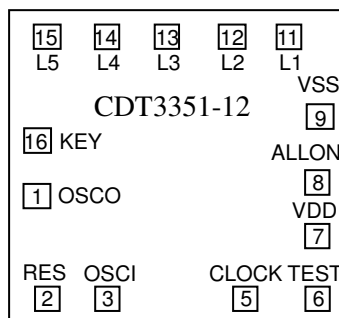 15 14 13 12 11
L5 L4 L3 L2 L1
VSS
CDT3351-12
9
16 KEY
ALLON
8
1 OSCO
VDD
7
RES OSCI CLOCK TEST
2 3 5 6